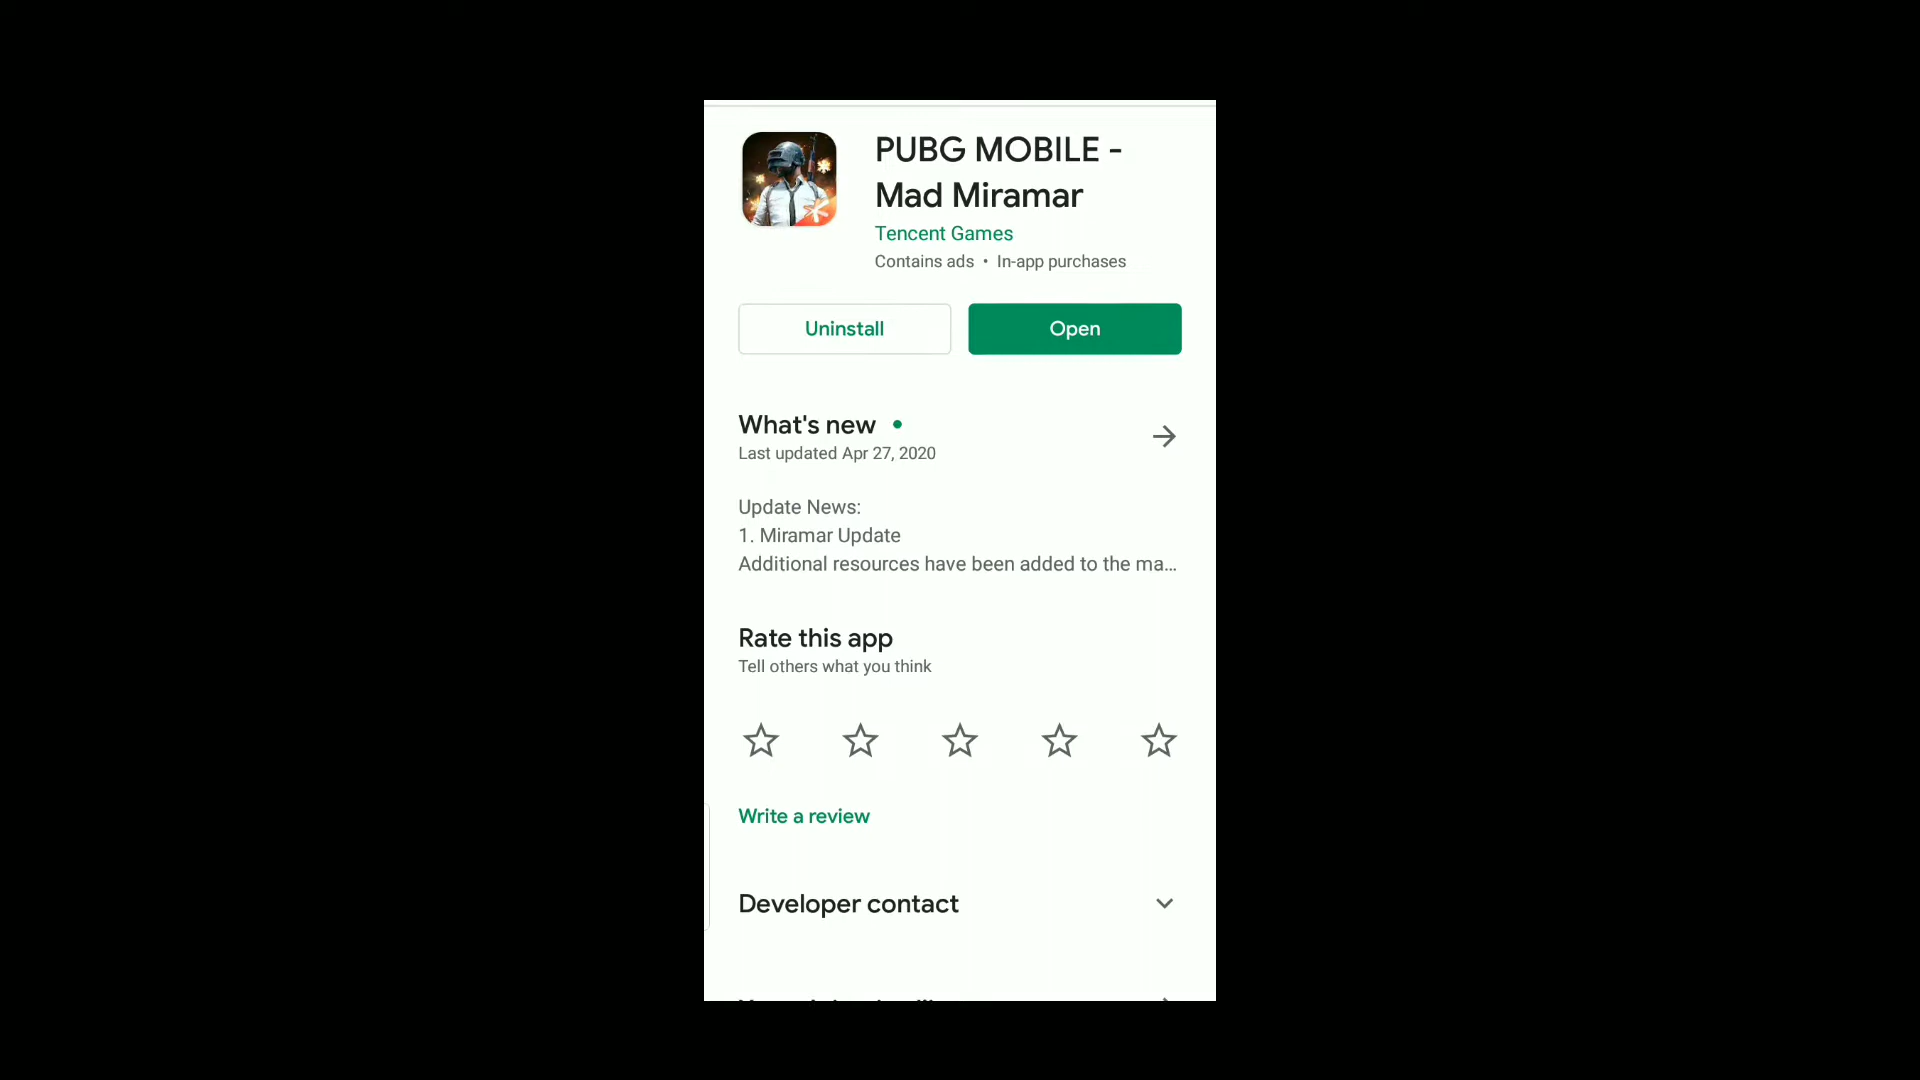 PUBG MOBILE -
Mad Miramar
Tencent Games
Contains ads • In-app purchases
Uninstall
Open
What's new
Last updated Apr 27, 2020
Update News:
1. Miramar Update
Additional resources have been added to the ma...
Rate this app
Tell others what you think
Write a review
Developer contact